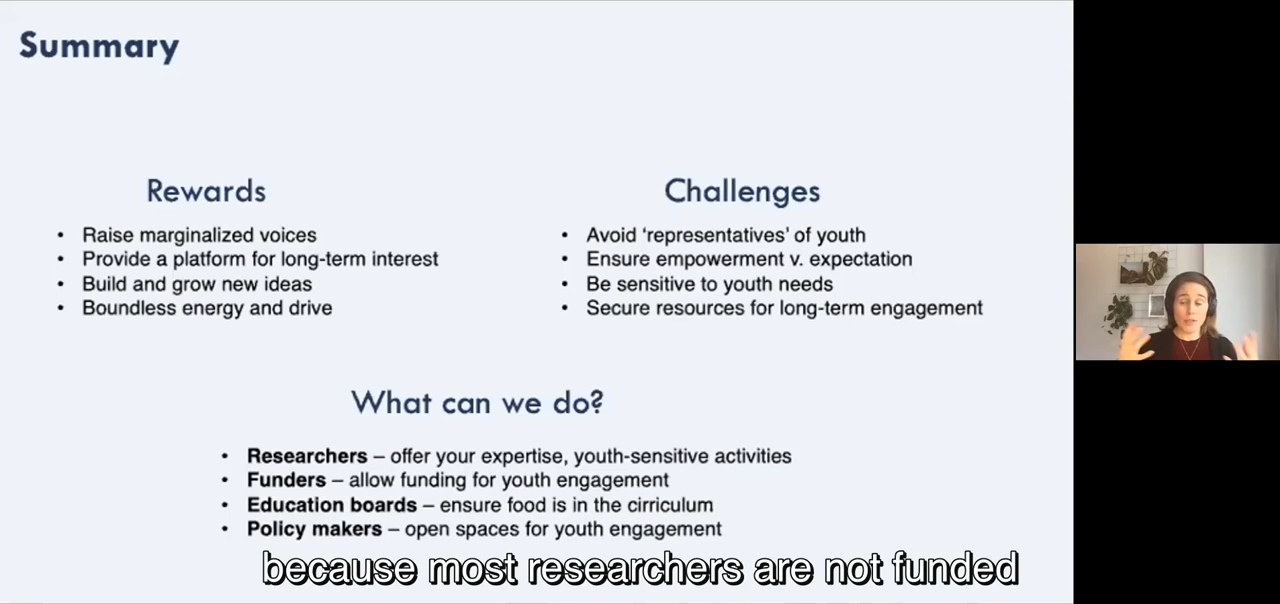 Summary
Rewards
• Raise marginalized voices
• Provide a platform for long-term interest
• Build and grow new ideas
• Boundless energy and drive
Challenges
• Avoid ‘representatives’ of youth
• Ensure empowerment v. expectation
• Be sensitive to youth needs
• Secure resources for long-term engagement
What can we do?
• Researchers – offer your expertise, youth-sensitive activities
• Funders – allow funding for youth engagement
• Education boards – ensure food is in the cirriculum
• Policy makers – open spaces for youth engagement
because most researchers are not funded